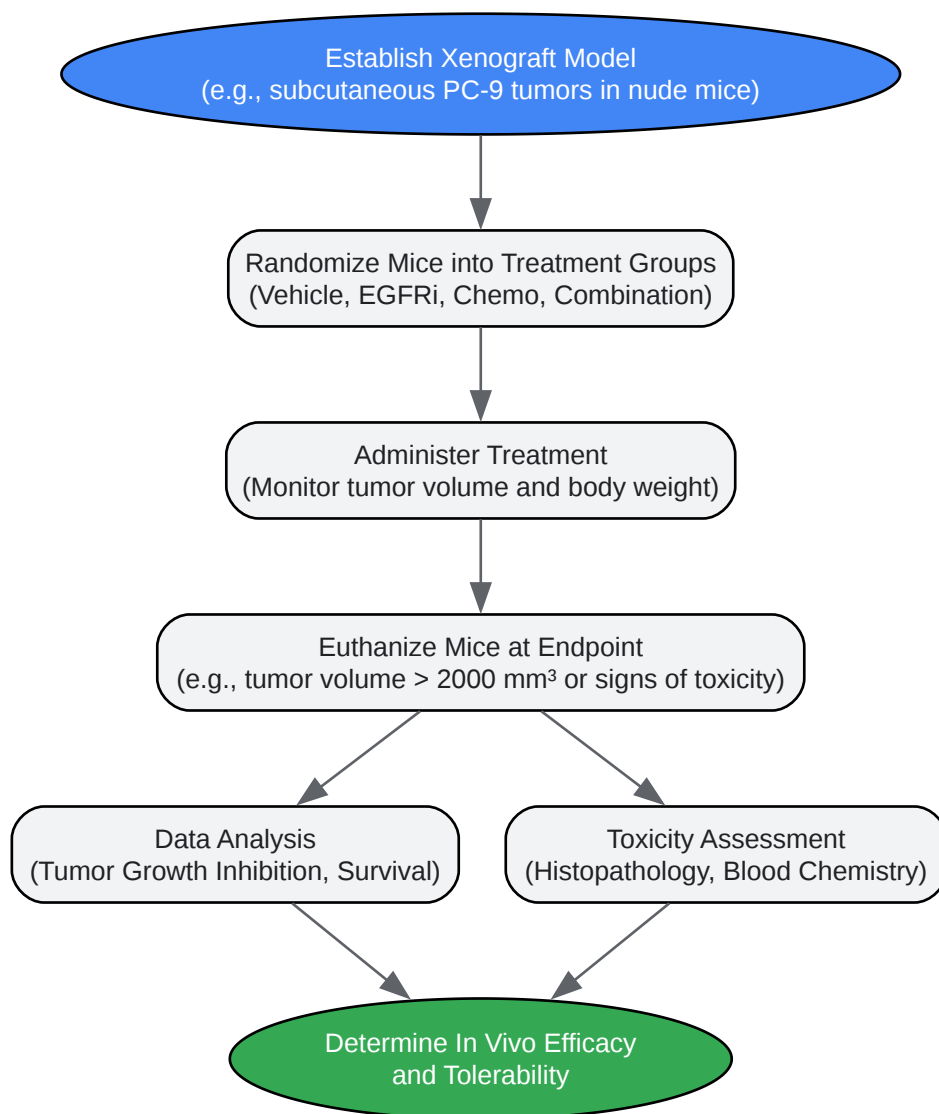 Establish Xenograft Model
(e.g., subcutaneous PC-9 tumors in nude mice)
Randomize Mice into Treatment Groups
(Vehicle, EGFRi, Chemo, Combination)
Administer Treatment
(Monitor tumor volume and body weight)
Euthanize Mice at Endpoint
(e.g., tumor volume > 2000 mm³ or signs of toxicity)
Data Analysis
(Tumor Growth Inhibition, Survival)
Toxicity Assessment
(Histopathology, Blood Chemistry)
Determine In Vivo Efficacy
and Tolerability